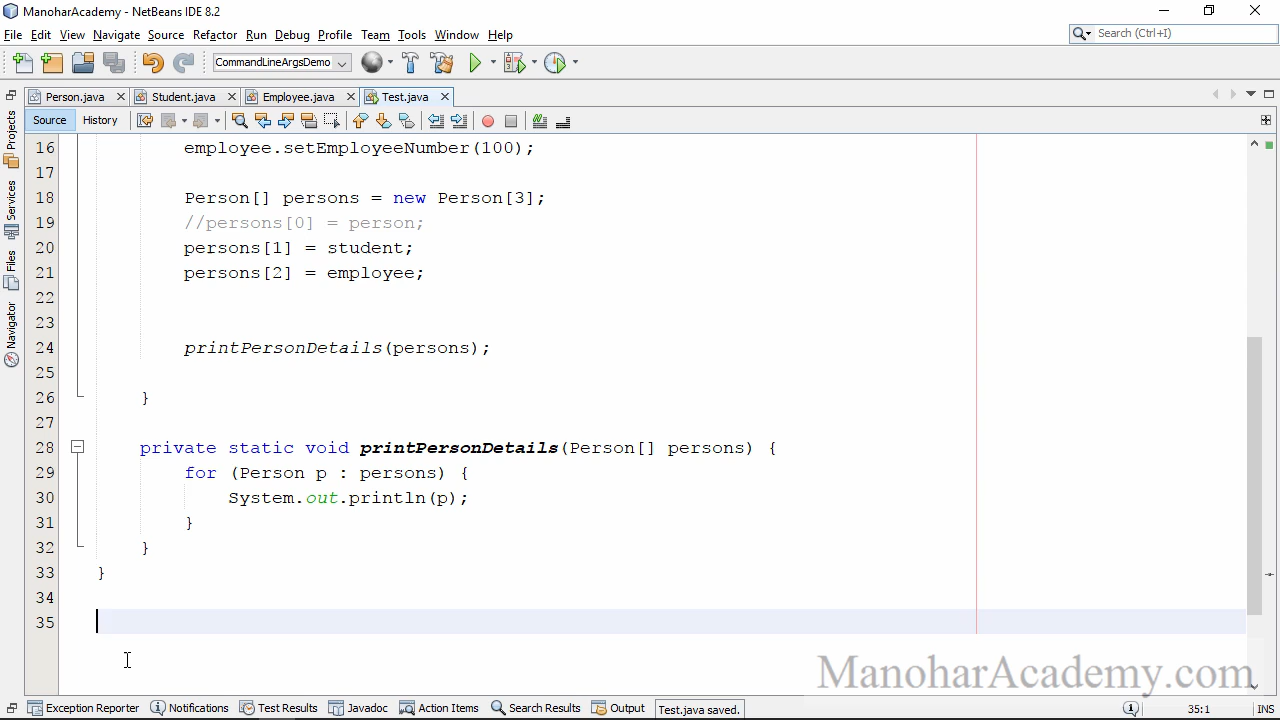 ManoharAcademy - NetBeans IDE 8.2
File Edit View Navigate Source Refactor Run Debug Profile Team Tools Window Help
Search (Ctrl+I)
CommandLineArgsDemo
Person.java Student.java Employee.java Test.java
Source History
Projects
Services
Files
Navigator
16 employee.setEmployeeNumber(100);
17
18 Person[] persons = new Person[3];
19 //persons[0] = person;
20 persons[1] = student;
21 persons[2] = employee;
22
23
24 printPersonDetails(persons);
25
26 }
27
28 private static void printPersonDetails(Person[] persons) {
29 for (Person p : persons) {
30 System.out.println(p);
31 }
32 }
33 }
34
35
ManoharAcademy.com
Exception Reporter Notifications Test Results Javadoc Action Items Search Results Output Test.java saved. 35:1 INS